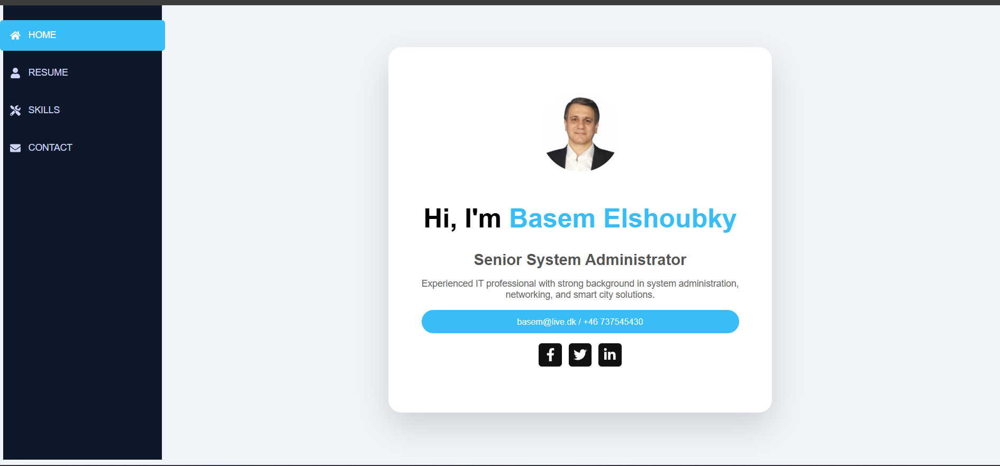 HOME
RESUME
SKILLS
CONTACT
Hi, I'm Basem Elshoubky
Senior System Administrator
Experienced IT professional with strong background in system administration,
networking, and smart city solutions.
basem@live.dk / +46 737545430